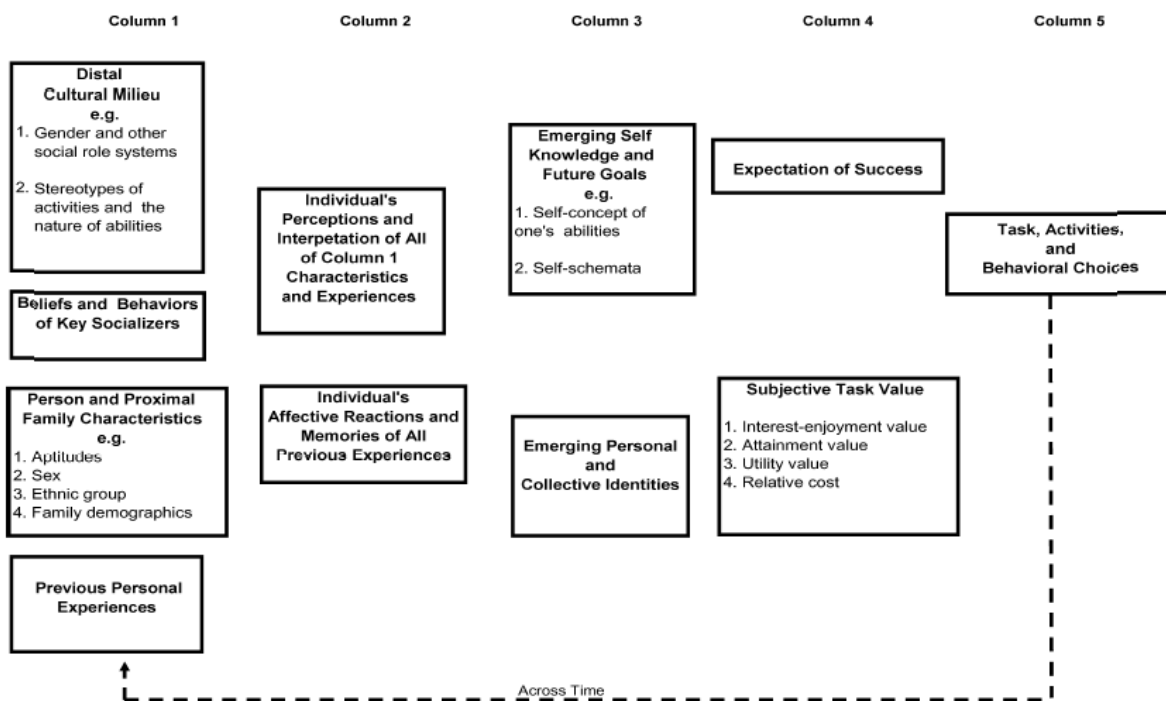 Column 1
Column 2
Column 3
Column 4
Column 5
Distal
Cultural Milieu
e.g.
1. Gender and other
social role systems
2. Stereotypes of
activities and the
nature of abilities
Beliefs and Behaviors
of Key Socializers
Person and Proximal
Family Characteristics
e.g.
1. Aptitudes
2. Sex
3. Ethnic group
4. Family demographics
Previous Personal
Experiences
Individual's
Perceptions and
Interpetation of All
of Column 1
Characteristics
and Experiences
Individual's
Affective Reactions and
Memories of All
Previous Experiences
Emerging Self
Knowledge and
Future Goals
e.g.
1. Self-concept of
one's abilities
2. Self-schemata
Emerging Personal
and
Collective Identities
Expectation of Success
Subjective Task Value
1. Interest-enjoyment value
2. Attainment value
3. Utility value
4. Relative cost
Task, Activities,
and
Behavioral Choices
Across Time